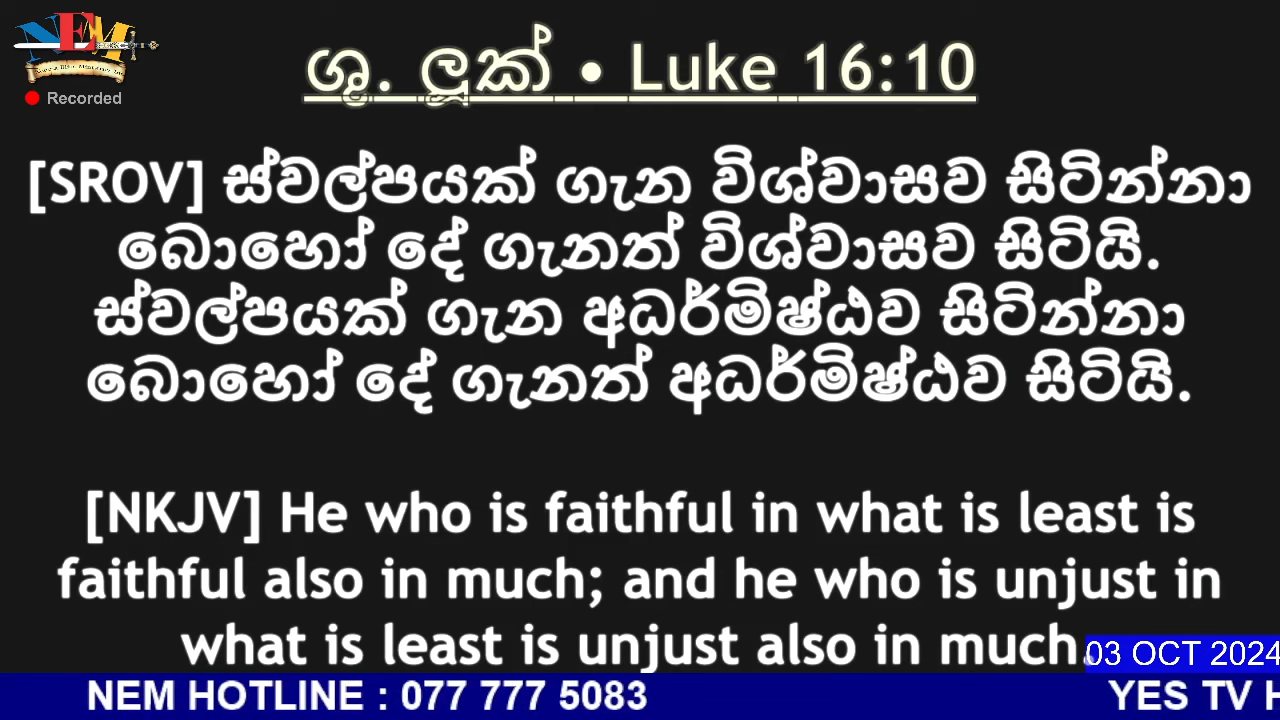 NEM
Recorded
ශු. ලූක් • Luke 16:10
[SROV] ස්වල්පයක් ගැන විශ්වාසව සිටින්නා
බොහෝ දේ ගැනත් විශ්වාසව සිටියි.
ස්වල්පයක් ගැන අධර්මිෂ්ඨව සිටින්නා
බොහෝ දේ ගැනත් අධර්මිෂ්ඨව සිටියි.
[NKJV] He who is faithful in what is least is
faithful also in much; and he who is unjust in
what is least is unjust also in much.
03 OCT 2024
NEM HOTLINE : 077 777 5083 YES TV H